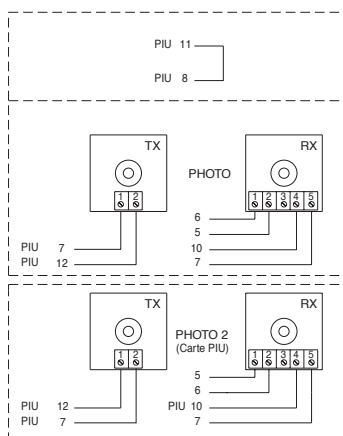 PIU 11
PIU 8
TX
RX
PHOTO
1 2
1 2 3 4 5
6
5
PIU 7
10
PIU 12
7
TX
RX
PHOTO 2
(Carte PIU)
1 2
1 2 3 4 5
5
6
PIU 12
PIU 10
PIU 7
7